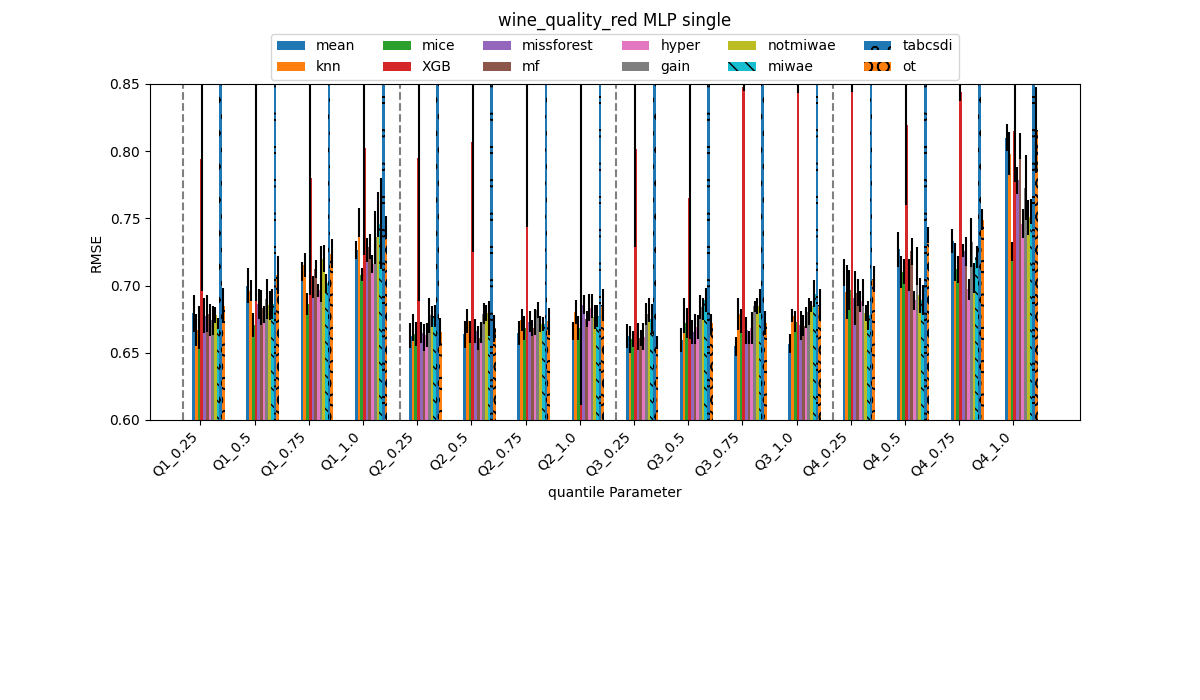 wine_quality_red MLP single
mean mice missforest hyper notmiwae tabcsdi
knn XGB mf gain miwae ot
0.85
0.80
0.75
0.70
0.65
0.60
RMSE
Q1_0.25 Q1_0.5 Q1_0.75 Q1_1.0 Q2_0.25 Q2_0.5 Q2_0.75 Q2_1.0 Q3_0.25 Q3_0.5 Q3_0.75 Q3_1.0 Q4_0.25 Q4_0.5 Q4_0.75 Q4_1.0
quantile Parameter